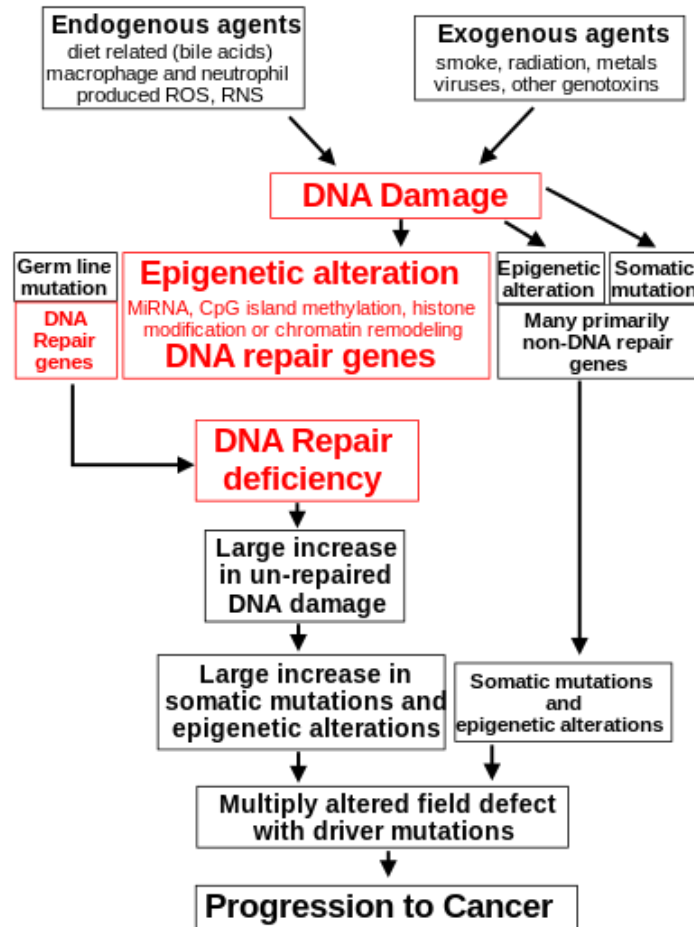 Endogenous agents
diet related (bile acids)
macrophage and neutrophil
produced ROS, RNS
Exogenous agents
smoke, radiation, metals
viruses, other genotoxins
DNA Damage
Germ line
mutation
DNA
Repair
genes
Epigenetic alteration
MiRNA, CpG island methylation, histone
modification or chromatin remodeling
DNA repair genes
Epigenetic
alteration
Somatic
mutation
Many primarily
non-DNA repair
genes
DNA Repair
deficiency
Large increase
in un-repaired
DNA damage
Large increase in
somatic mutations and
epigenetic alterations
Somatic mutations
and
epigenetic alterations
Multiply altered field defect
with driver mutations
Progression to Cancer